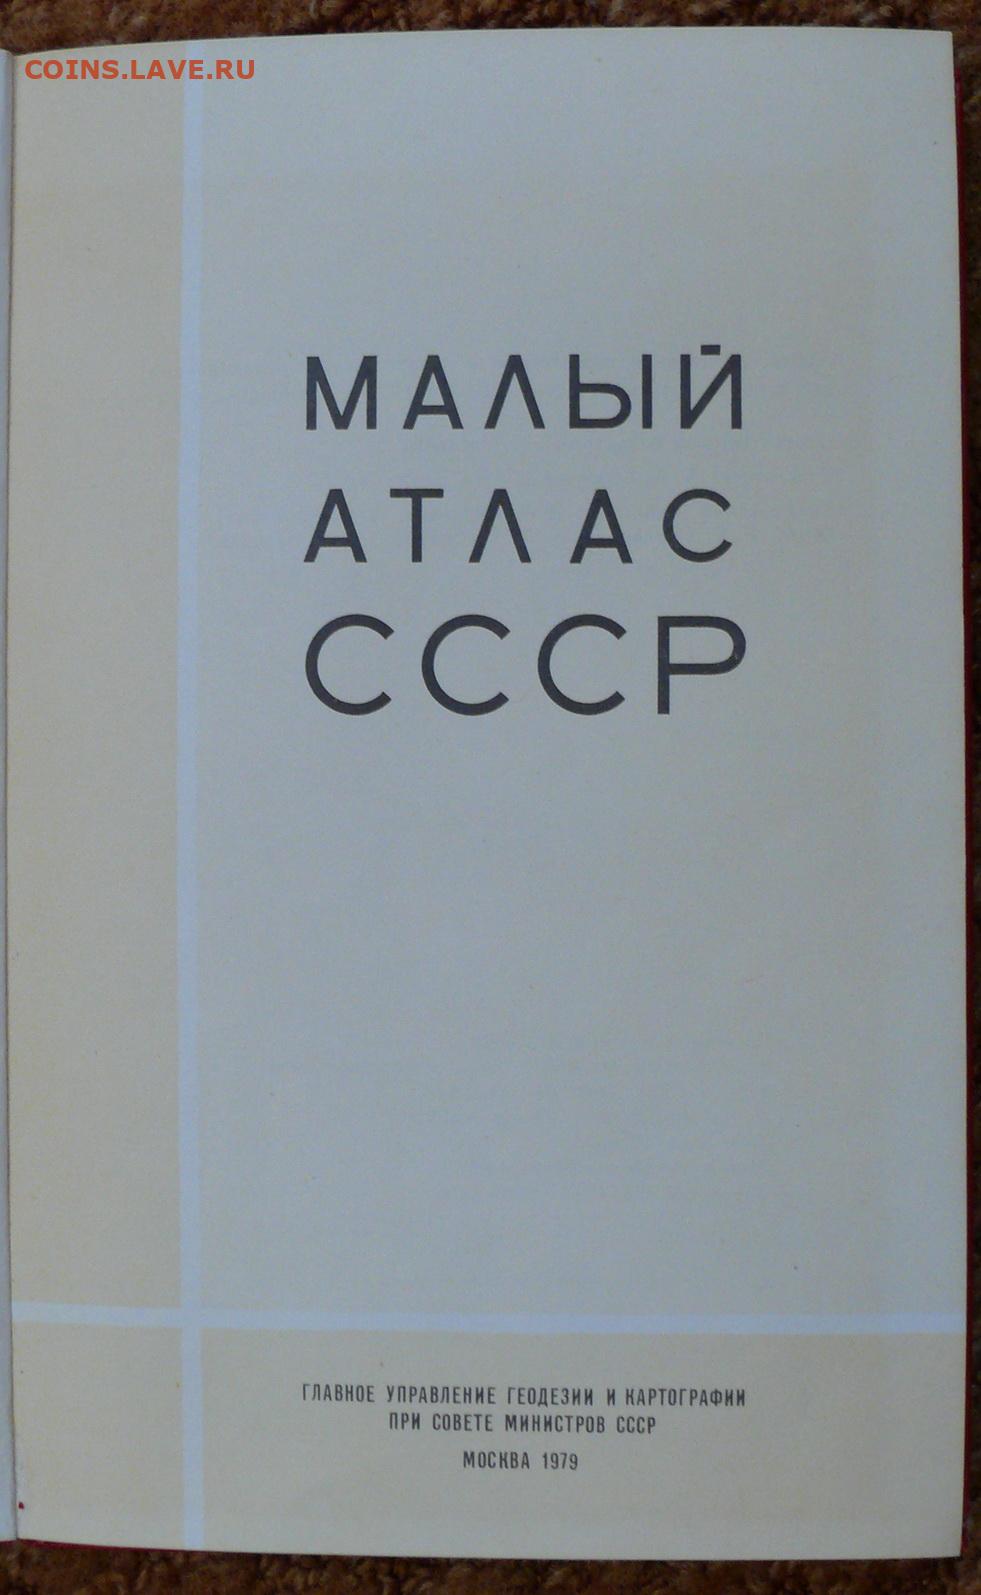 COINS.LAVE.RU
МАЛЫЙ
АТЛАС
СССР
ГЛАВНОЕ УПРАВЛЕНИЕ ГЕОДЕЗИИ И КАРТОГРАФИИ
ПРИ СОВЕТЕ МИНИСТРОВ СССР
МОСКВА 1979